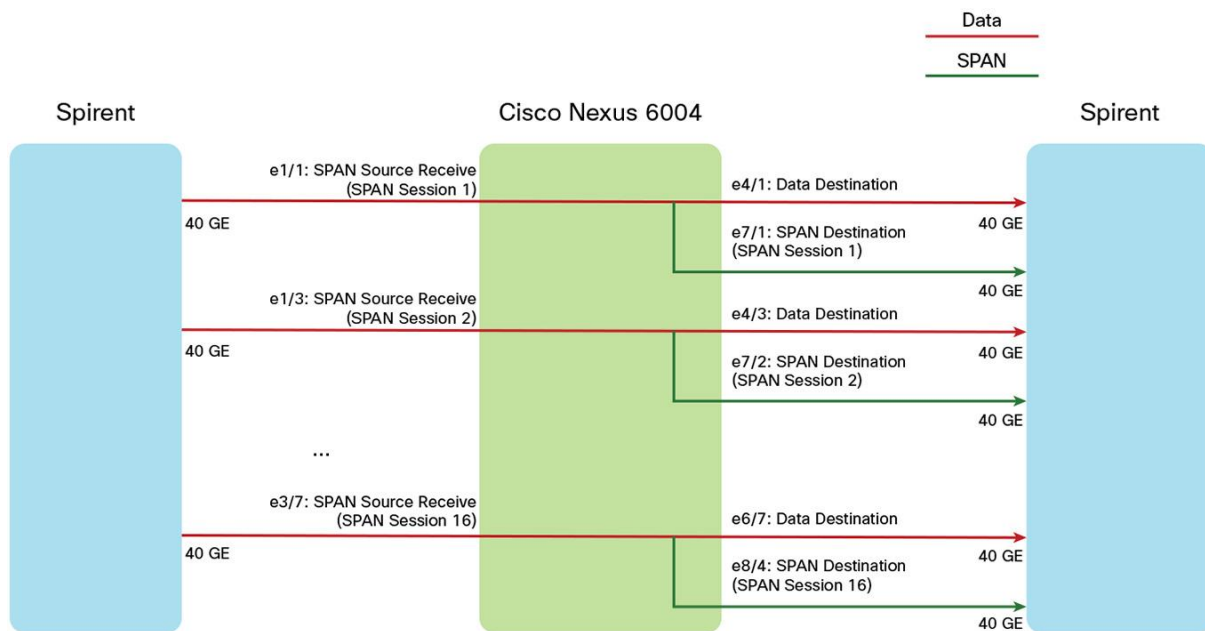 Data
SPAN
Spirent
Cisco Nexus 6004
Spirent
e1/1: SPAN Source Receive
(SPAN Session 1)
40 GE
e4/1: Data Destination
40 GE
e7/1: SPAN Destination
(SPAN Session 1)
40 GE
e1/3: SPAN Source Receive
(SPAN Session 2)
40 GE
e4/3: Data Destination
40 GE
e7/2: SPAN Destination
(SPAN Session 2)
40 GE
...
e3/7: SPAN Source Receive
(SPAN Session 16)
40 GE
e6/7: Data Destination
40 GE
e8/4: SPAN Destination
(SPAN Session 16)
40 GE